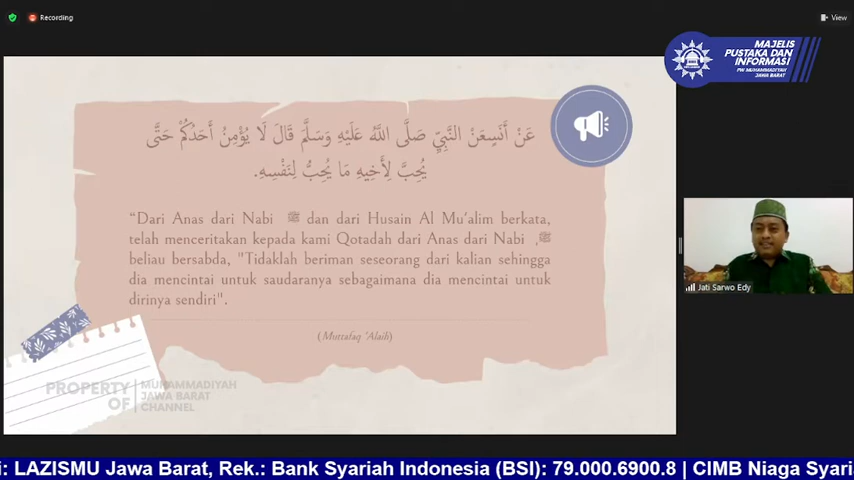 Recording
View
MAJELIS
PUSTAKA DAN
INFORMASI
PW MUHAMMADIYAH
JAWA BARAT
عَنْ أَنَسٍعَنْ النَّبِيِّ صَلَّى اللَّهُ عَلَيْهِ وَسَلَّمَ قَالَ لَا يُؤْمِنُ أَحَدُكُمْ حَتَّى
يُحِبَّ لِأَخِيهِ مَا يُحِبُّ لِنَفْسِهِ.
“Dari Anas dari Nabi ﷺ dan dari Husain Al Mu'alim berkata,
telah menceritakan kepada kami Qotadah dari Anas dari Nabi ,ﷺ
beliau bersabda, "Tidaklah beriman seseorang dari kalian sehingga
dia mencintai untuk saudaranya sebagaimana dia mencintai untuk
dirinya sendiri".
(Muttafaq 'Alaih)
Jati Sarwo Edy
PROPERTY OF
MUHAMMADIYAH
JAWA BARAT
CHANNEL
i: LAZISMU Jawa Barat, Rek.: Bank Syariah Indonesia (BSI): 79.000.6900.8 | CIMB Niaga Syari